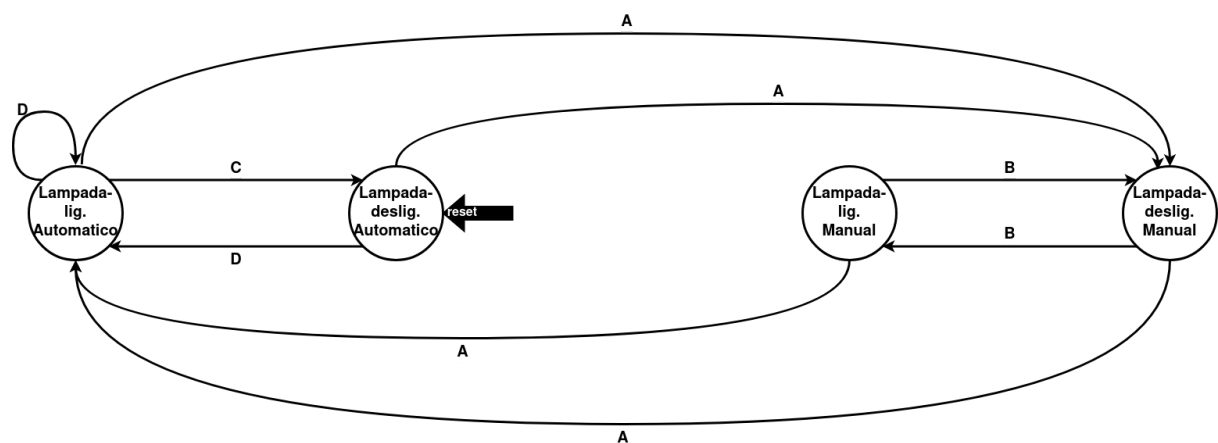 A
A
D
C
B
Lampada-
lig.
Automatico
Lampada-
deslig.
Automatico
reset
Lampada-
lig.
Manual
Lampada-
deslig.
Manual
D
B
A
A